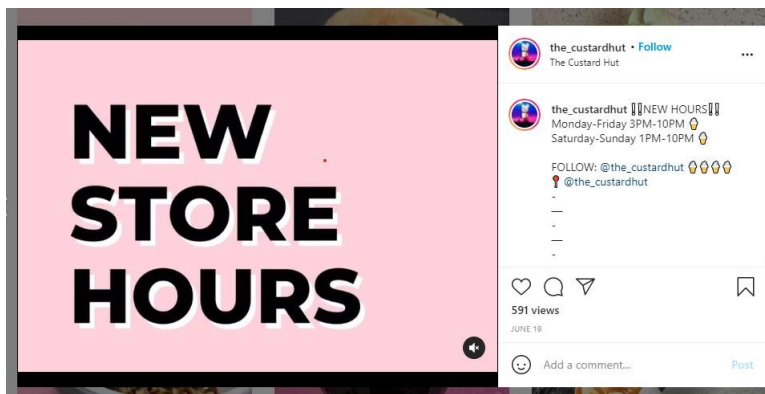 NEW
STORE
HOURS
the_custardhut • Follow
The Custard Hut
the_custardhut ‼️NEW HOURS‼️
Monday-Friday 3PM-10PM 🍦
Saturday-Sunday 1PM-10PM 🍦
FOLLOW: @the_custardhut 🍦🍦🍦🍦
📍 @the_custardhut
-
—
-
—
-
591 views
JUNE 19
Add a comment...
Post